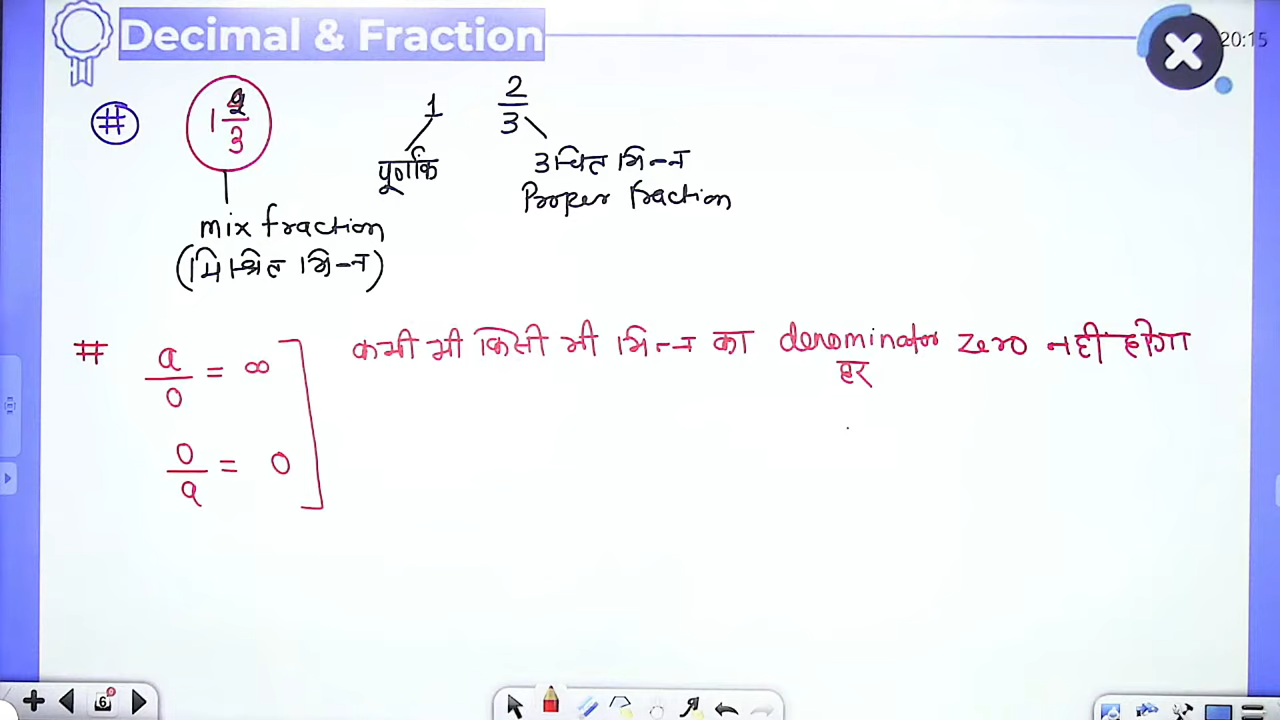 Decimal & Fraction
20:15
# 1 2/3 1 2/3
पूर्णांक उचित भिन्न
Proper fraction
mix fraction
(मिश्रित भिन्न)
# a/0 = ∞ कभी भी किसी भी भिन्न का denominator zero नही होगा
हर
0/a = 0
6